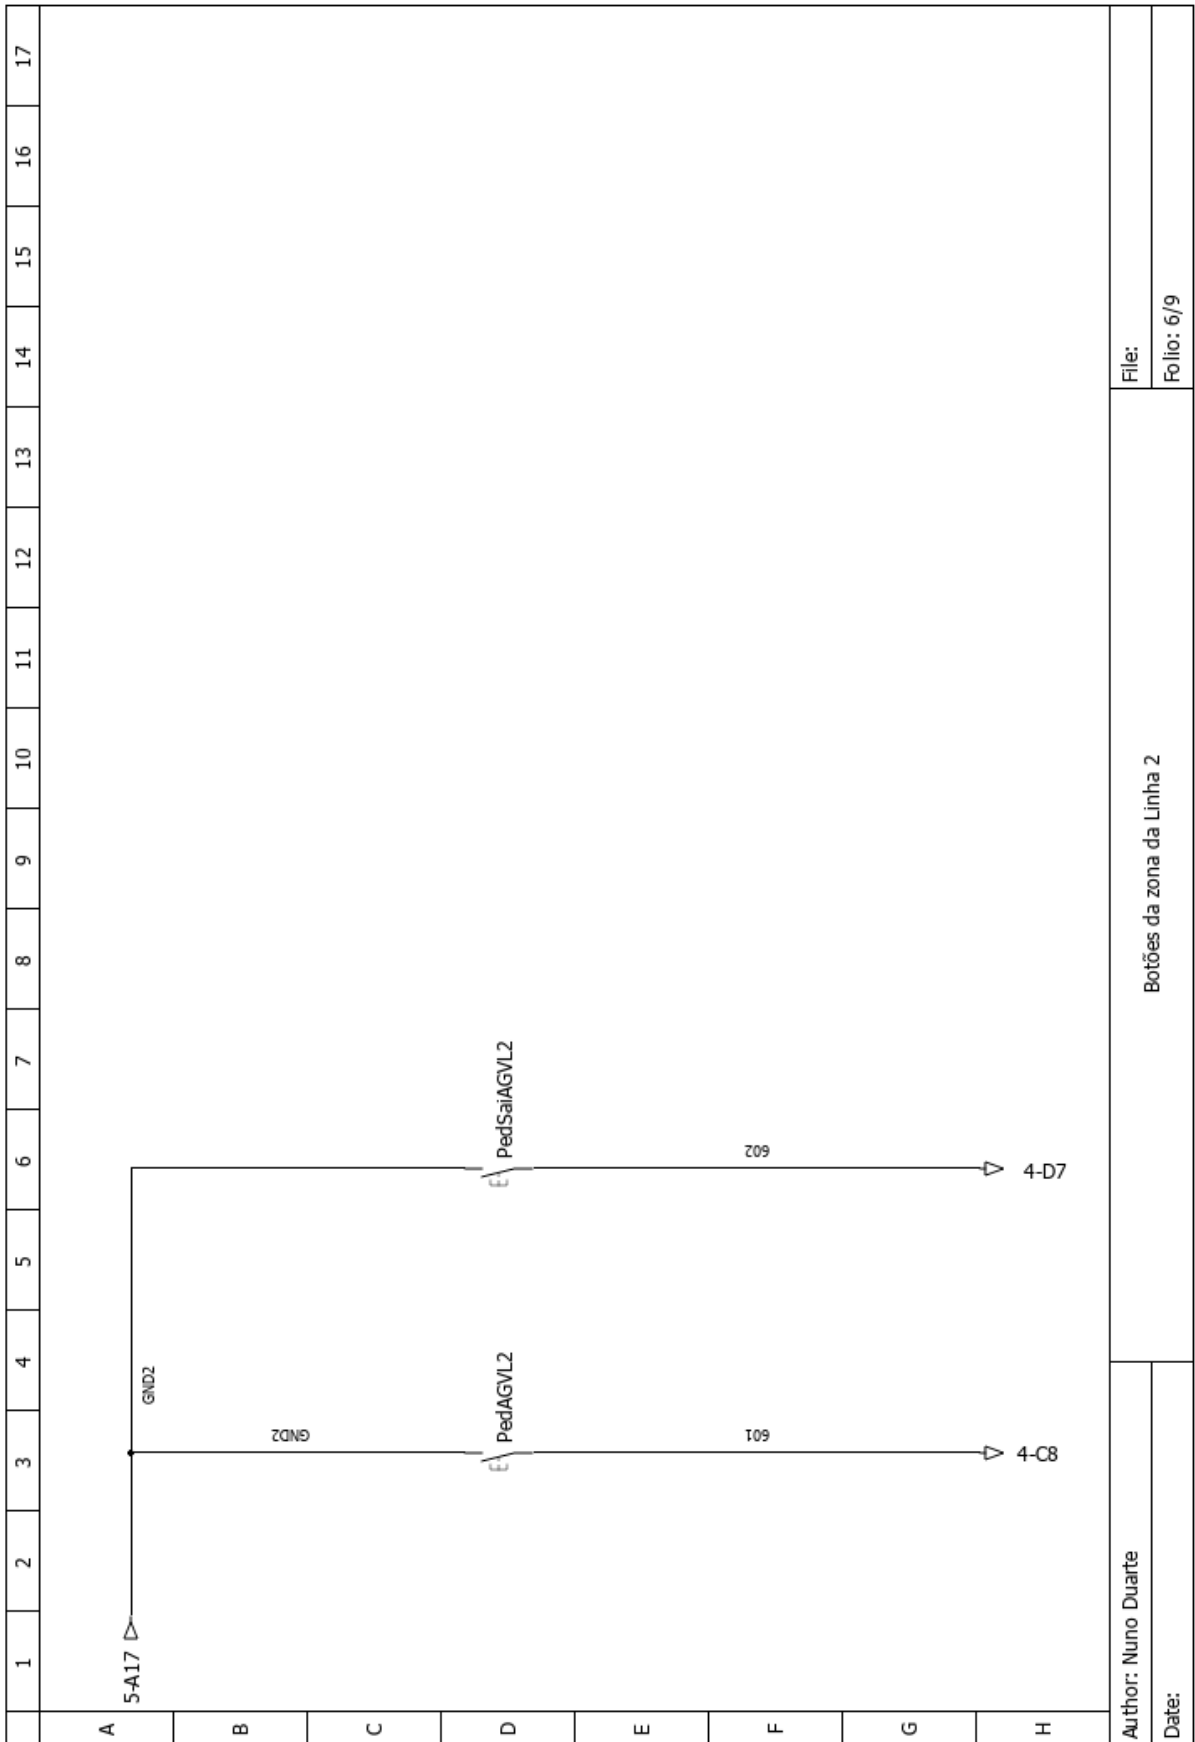 1 2 3 4 5 6 7 8 9 10 11 12 13 14 15 16 17
A
B
C
D
E
F
G
H
5-A17
GND2
GND2
E
PedAGVL2
E
PedSaiAGVL2
601
602
4-C8
4-D7
Author: Nuno Duarte
Date:
Botões da zona da Linha 2
File:
Folio: 6/9